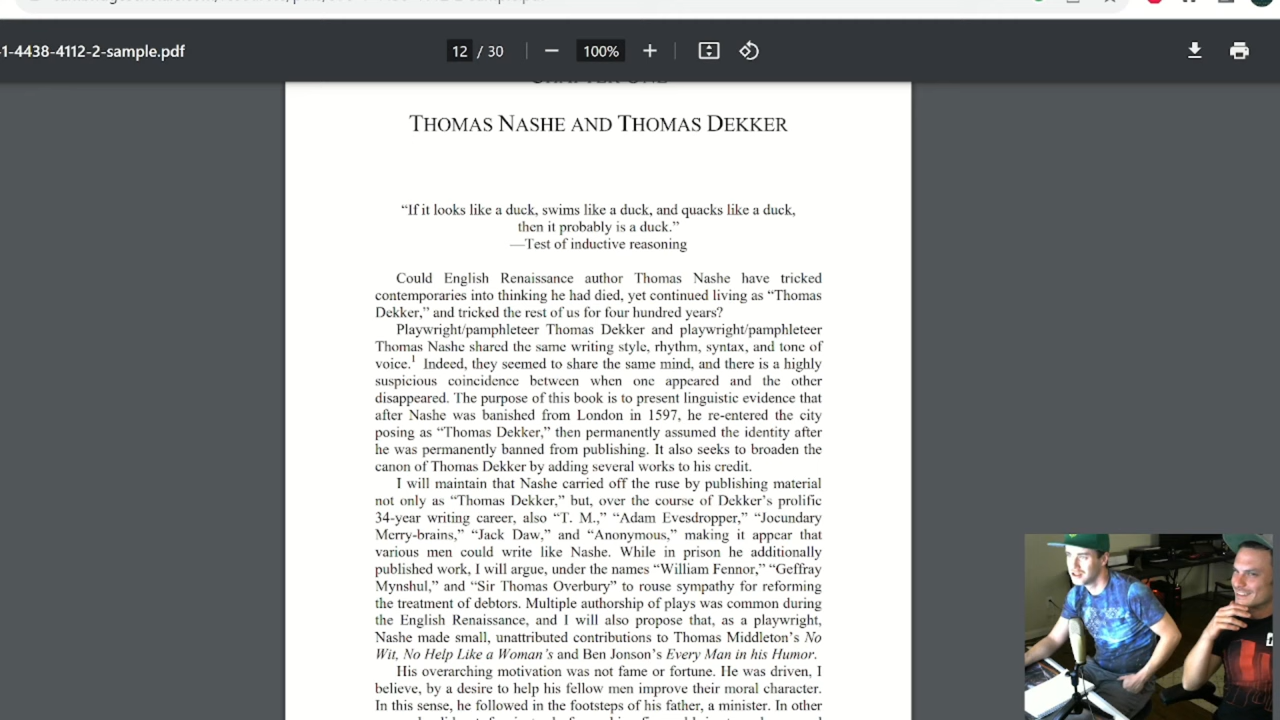 -1-4438-4112-2-sample.pdf
12 / 30
100%
THOMAS NASHE AND THOMAS DEKKER
“If it looks like a duck, swims like a duck, and quacks like a duck,
then it probably is a duck.”
—Test of inductive reasoning
Could English Renaissance author Thomas Nashe have tricked
contemporaries into thinking he had died, yet continued living as “Thomas
Dekker,” and tricked the rest of us for four hundred years?
Playwright/pamphleteer Thomas Dekker and playwright/pamphleteer
Thomas Nashe shared the same writing style, rhythm, syntax, and tone of
voice.1 Indeed, they seemed to share the same mind, and there is a highly
suspicious coincidence between when one appeared and the other
disappeared. The purpose of this book is to present linguistic evidence that
after Nashe was banished from London in 1597, he re-entered the city
posing as “Thomas Dekker,” then permanently assumed the identity after
he was permanently banned from publishing. It also seeks to broaden the
canon of Thomas Dekker by adding several works to his credit.
I will maintain that Nashe carried off the ruse by publishing material
not only as “Thomas Dekker,” but, over the course of Dekker’s prolific
34-year writing career, also “T. M.,” “Adam Evesdropper,” “Jocundary
Merry-brains,” “Jack Daw,” and “Anonymous,” making it appear that
various men could write like Nashe. While in prison he additionally
published work, I will argue, under the names “William Fennor,” “Geffray
Mynshul,” and “Sir Thomas Overbury” to rouse sympathy for reforming
the treatment of debtors. Multiple authorship of plays was common during
the English Renaissance, and I will also propose that, as a playwright,
Nashe made small, unattributed contributions to Thomas Middleton’s No
Wit, No Help Like a Woman’s and Ben Jonson’s Every Man in his Humor.
His overarching motivation was not fame or fortune. He was driven, I
believe, by a desire to help his fellow men improve their moral character.
In this sense, he followed in the footsteps of his father, a minister. In other